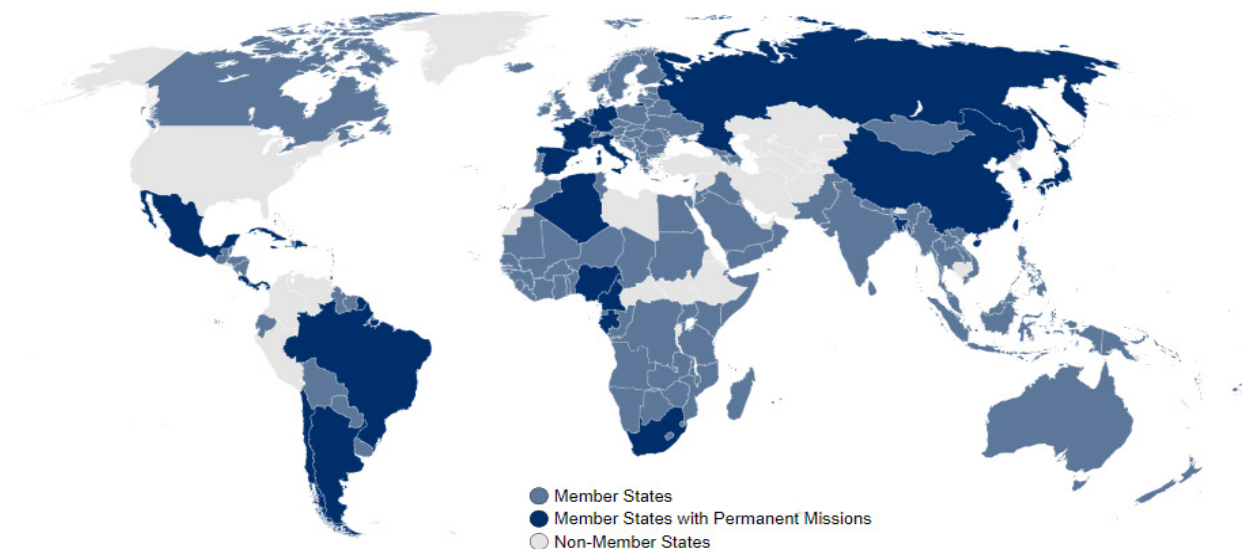 Member States
Member States with Permanent Missions
Non-Member States